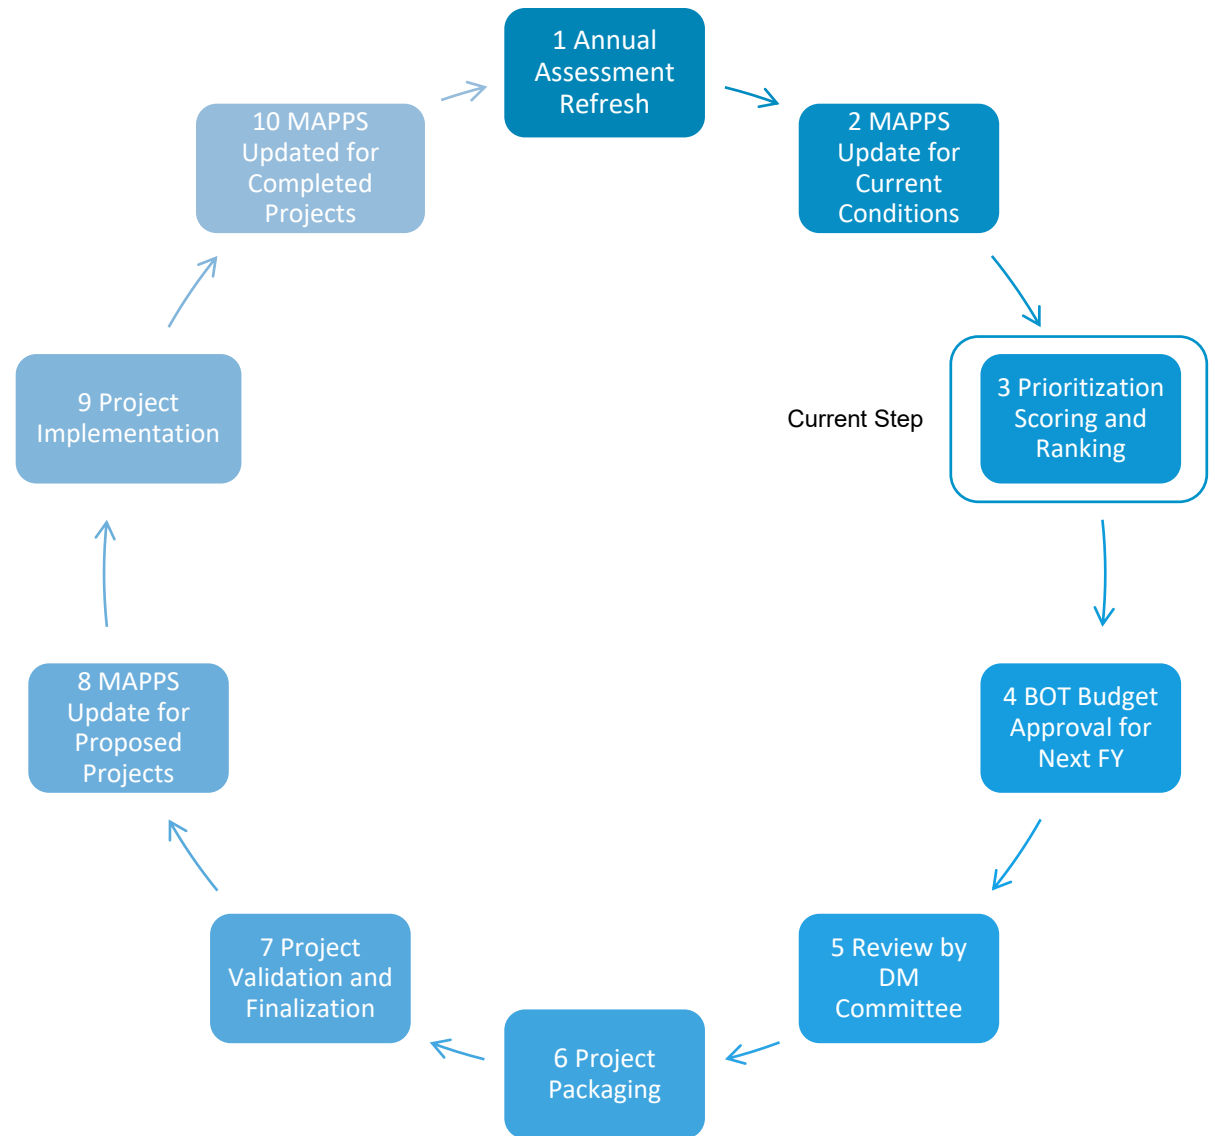 1 Annual
Assessment
Refresh
2 MAPPS
Update for
Current
Conditions
Current Step
3 Prioritization
Scoring and
Ranking
4 BOT Budget
Approval for
Next FY
5 Review by
DM
Committee
6 Project
Packaging
7 Project
Validation and
Finalization
8 MAPPS
Update for
Proposed
Projects
9 Project
Implementation
10 MAPPS
Updated for
Completed
Projects